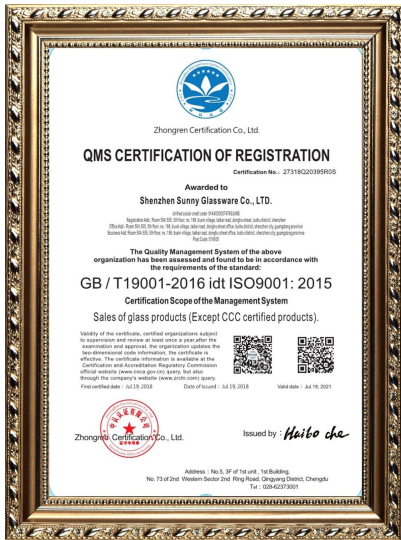 Zhongren Certification Co., Ltd.
QMS CERTIFICATION OF REGISTRATION
Certification No.: 27318Q20395R0S
Awarded to
Shenzhen Sunny Glassware Co., LTD.
The Quality Management System of the above
organization has been assessed and found to be in accordance with
the requirements of the standard:
GB / T19001-2016 idt ISO9001: 2015
Certification Scope of the Management System
Sales of glass products (Except CCC certified products).
Validity of the certificate, certified organizations subject
to supervision and review at least once a year, after the
examination and approval, the organization updates the
two-dimensional code information, the certificate is
effective. The certificate information is available at the
Certification and Accreditation Regulatory Commission
official website (www.cnca.gov.cn) query, but also
through the company's website (www.zrclrk.com) query.
First certified date : Jul.19, 2018 Date of Issued : Jul.19, 2018 Valid date : Jul 18, 2021
Zhongren Certification Co., Ltd.
Issued by : Haibo che
Address : No.5, 3F of 1st unit , 1st Building,
No. 73 of 2nd Western Sector 2nd Ring Road, Qingyang District, Chengdu
Tel : 028-62373001